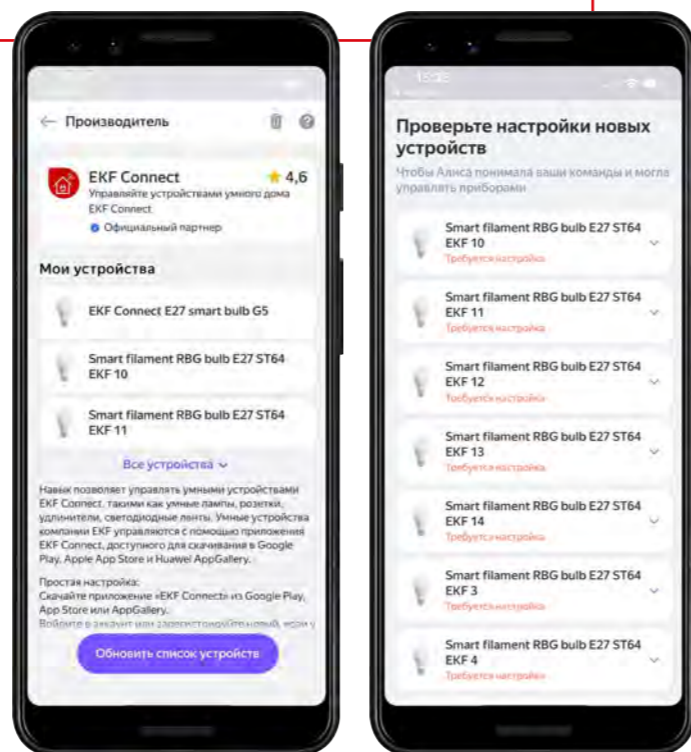 Производитель
EKF Connect
4,6
Управляйте устройствами умного дома
EKF Connect
Официальный партнер
Мои устройства
EKF Connect E27 smart bulb G5
Smart filament RBG bulb E27 ST64
EKF 10
Smart filament RBG bulb E27 ST64
EKF 11
Все устройства
Навык позволяет управлять умными устройствами
EKF Connect, такими как умные лампы, розетки,
удлинители, светодиодные ленты. Умные устройства
компании EKF управляются с помощью приложения
EKF Connect, доступного для скачивания в Google
Play, Apple App Store и Huawei AppGallery.
Простая настройка:
Скачайте приложение «EKF Connect» из Google Play,
App Store или AppGallery.
Войдите в аккаунт или зарегистрируйте новый, если у
Обновить список устройств
Проверьте настройки новых
устройств
Чтобы Алиса понимала ваши команды и могла
управлять приборами
Smart filament RBG bulb E27 ST64
EKF 10
Требуется настройка
Smart filament RBG bulb E27 ST64
EKF 11
Требуется настройка
Smart filament RBG bulb E27 ST64
EKF 12
Требуется настройка
Smart filament RBG bulb E27 ST64
EKF 13
Требуется настройка
Smart filament RBG bulb E27 ST64
EKF 14
Требуется настройка
Smart filament RBG bulb E27 ST64
EKF 3
Требуется настройка
Smart filament RBG bulb E27 ST64
EKF 4
Требуется настройка